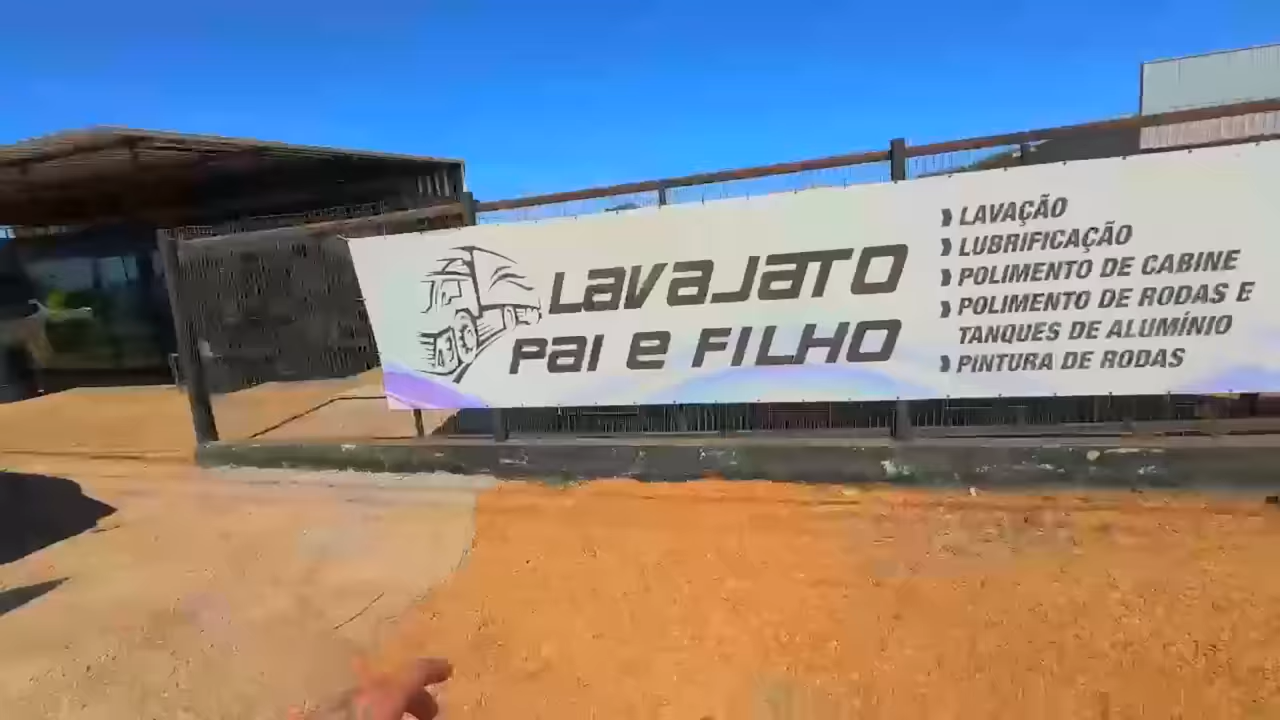 LAVAJATO
PAI E FILHO
LAVAÇÃO
LUBRIFICAÇÃO
POLIMENTO DE CABINE
POLIMENTO DE RODAS E
TANQUES DE ALUMÍNIO
PINTURA DE RODAS